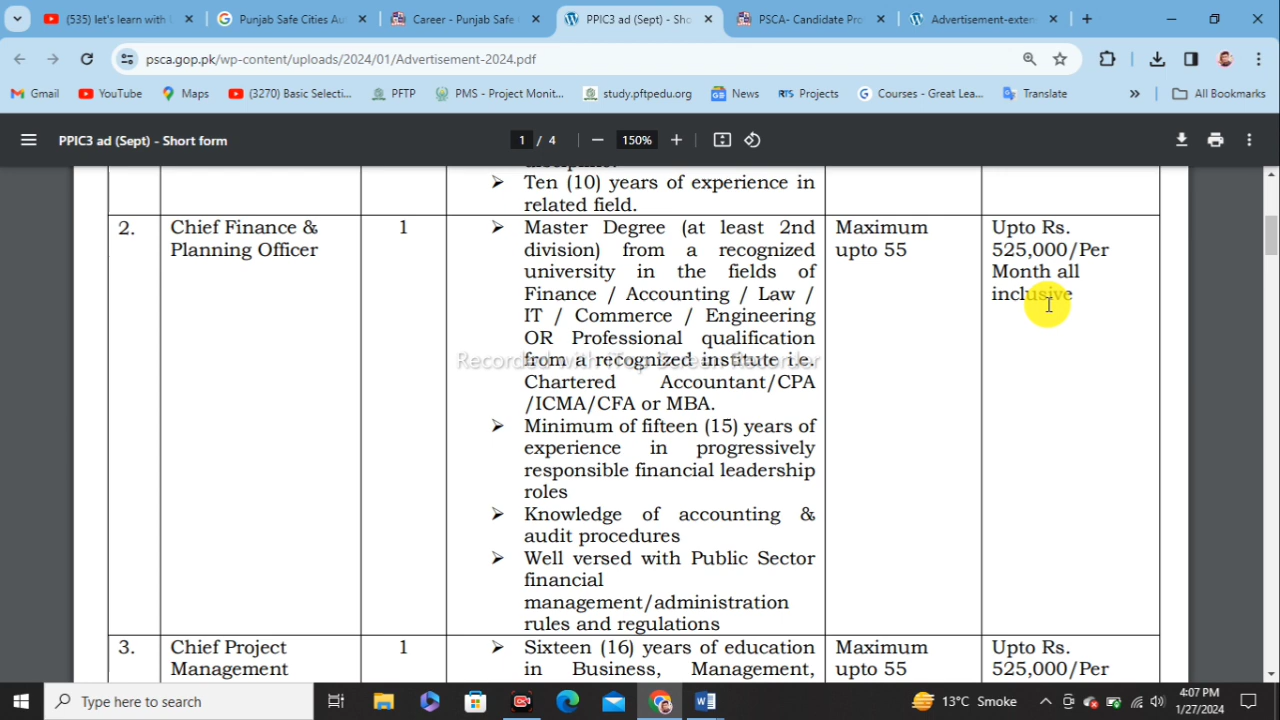 (535) let's learn with
Punjab Safe Cities Au
Career - Punjab Safe
PPIC3 ad (Sept) - Sho
PSCA- Candidate Pro
Advertisement-exten
psca.gop.pk/wp-content/uploads/2024/01/Advertisement-2024.pdf
Gmail
YouTube
Maps
(3270) Basic Selecti...
PFTP
PMS - Project Monit...
study.pftpedu.org
News
RTS Projects
Courses - Great Lea...
Translate
All Bookmarks
PPIC3 ad (Sept) - Short form
1 / 4
150%
discipline.
➢ Ten (10) years of experience in
related field.
2.
Chief Finance &
Planning Officer
1
➢ Master Degree (at least 2nd
division) from a recognized
university in the fields of
Finance / Accounting / Law /
IT / Commerce / Engineering
OR Professional qualification
from a recognized institute i.e.
Chartered Accountant/CPA
/ICMA/CFA or MBA.
➢ Minimum of fifteen (15) years of
experience in progressively
responsible financial leadership
roles
➢ Knowledge of accounting &
audit procedures
➢ Well versed with Public Sector
financial
management/administration
rules and regulations
Maximum
upto 55
Upto Rs.
525,000/Per
Month all
inclusive
Recorded with iTop Screen Recorder
3.
Chief Project
Management
1
➢ Sixteen (16) years of education
in Business, Management,
Maximum
upto 55
Upto Rs.
525,000/Per
Type here to search
13°C Smoke
4:07 PM
1/27/2024